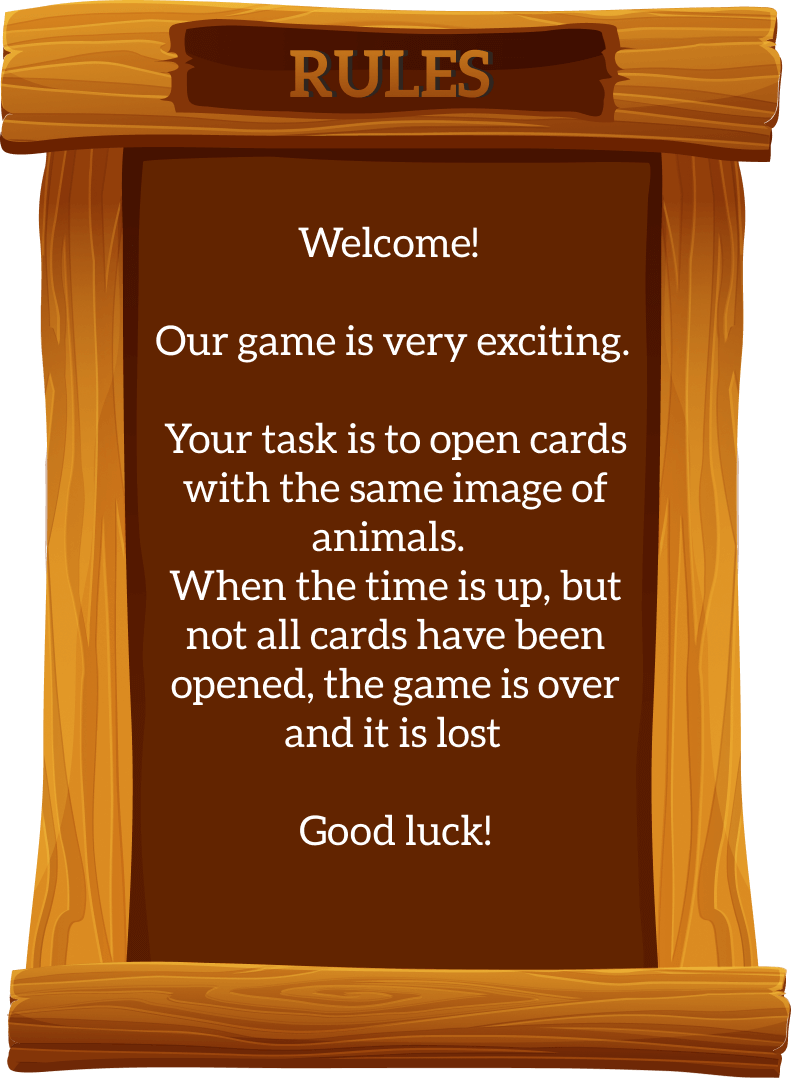 RULES
Welcome!
Our game is very exciting.
Your task is to open cards
with the same image of
animals.
When the time is up, but
not all cards have been
opened, the game is over
and it is lost
Good luck!